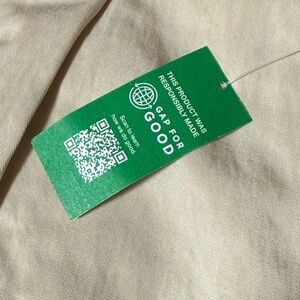 THIS PRODUCT WAS
RESPONSIBLY MADE
GAP FOR
GOOD
Scan to learn
how we do good.